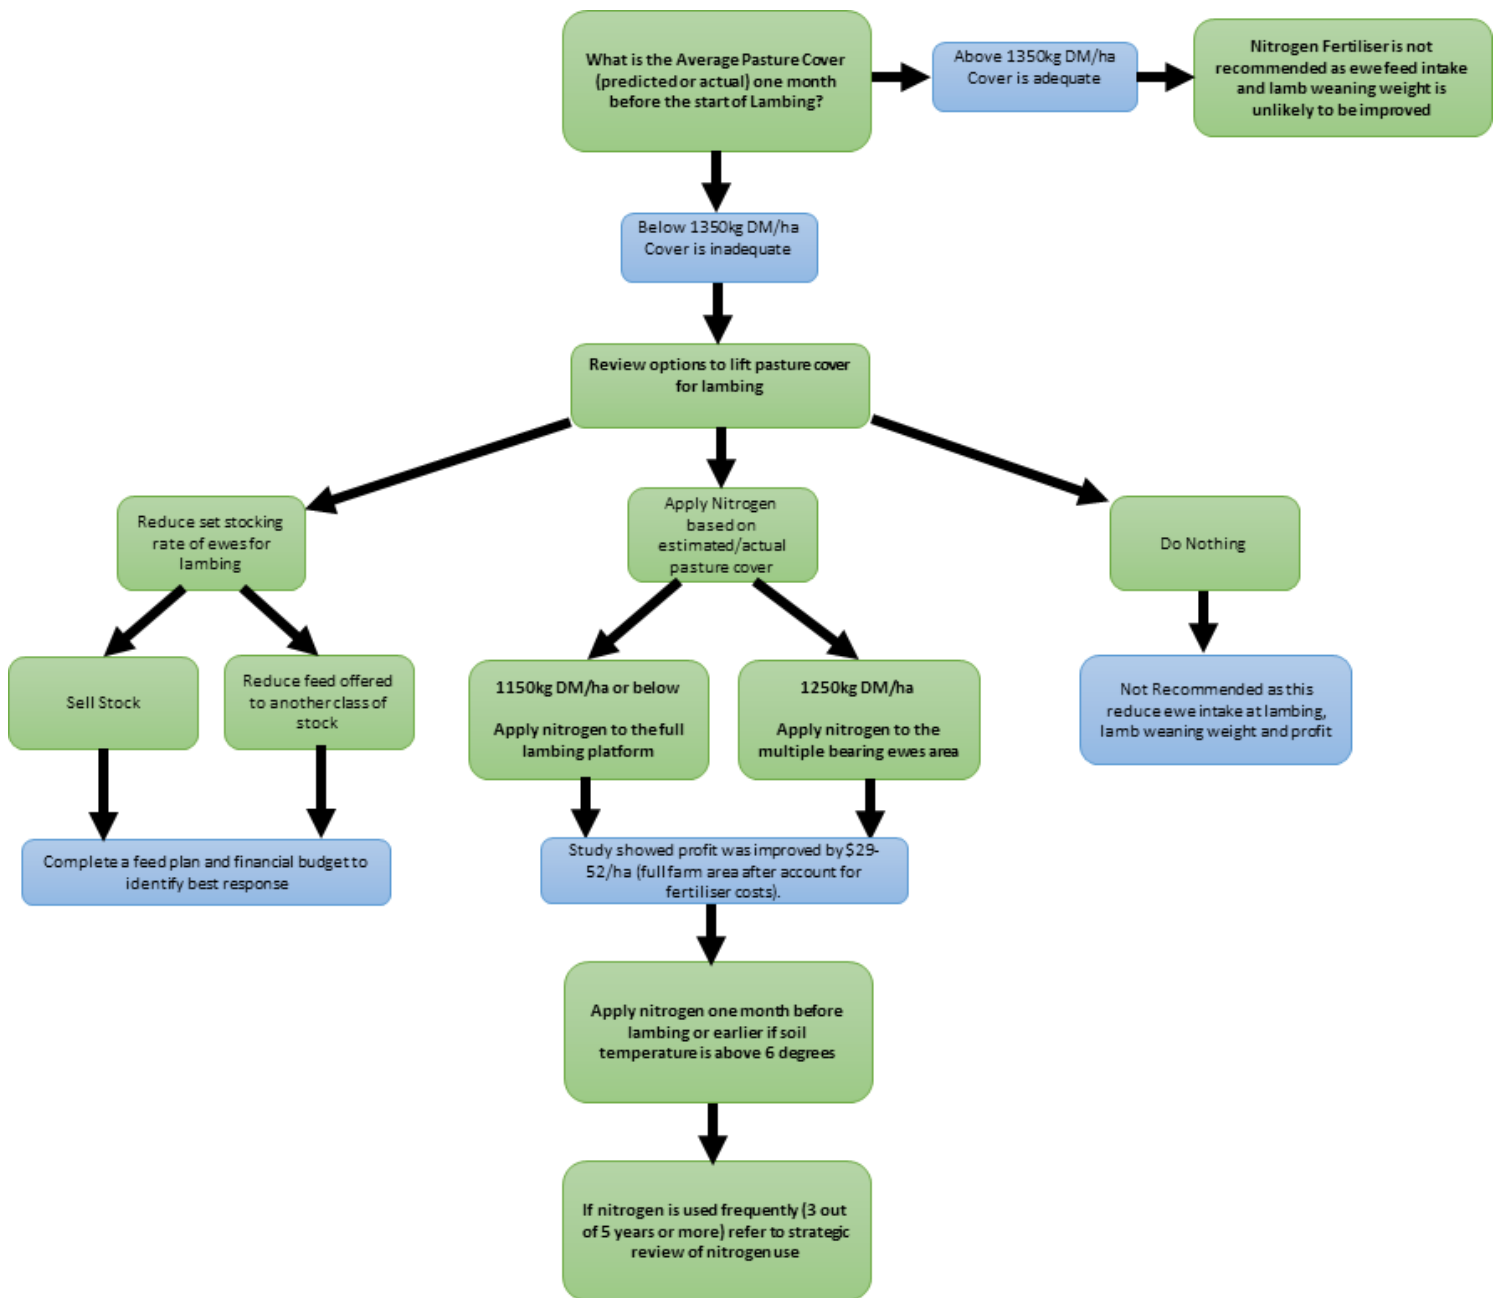 What is the Average Pasture Cover
(predicted or actual) one month
before the start of Lambing?
Above 1350kg DM/ha
Cover is adequate
Nitrogen Fertiliser is not
recommended as ewe feed intake
and lamb weaning weight is
unlikely to be improved
Below 1350kg DM/ha
Cover is inadequate
Review options to lift pasture cover
for lambing
Reduce set stocking
rate of ewes for
lambing
Apply Nitrogen
based on
estimated/actual
pasture cover
Do Nothing
Sell Stock
Reduce feed offered
to another class of
stock
1150kg DM/ha or below
Apply nitrogen to the full
lambing platform
1250kg DM/ha
Apply nitrogen to the
multiple bearing ewes area
Not Recommended as this
reduce ewe intake at lambing,
lamb weaning weight and profit
Complete a feed plan and financial budget to
identify best response
Study showed profit was improved by $29-
52/ha (full farm area after account for
fertiliser costs).
Apply nitrogen one month before
lambing or earlier if soil
temperature is above 6 degrees
If nitrogen is used frequently (3 out
of 5 years or more) refer to strategic
review of nitrogen use